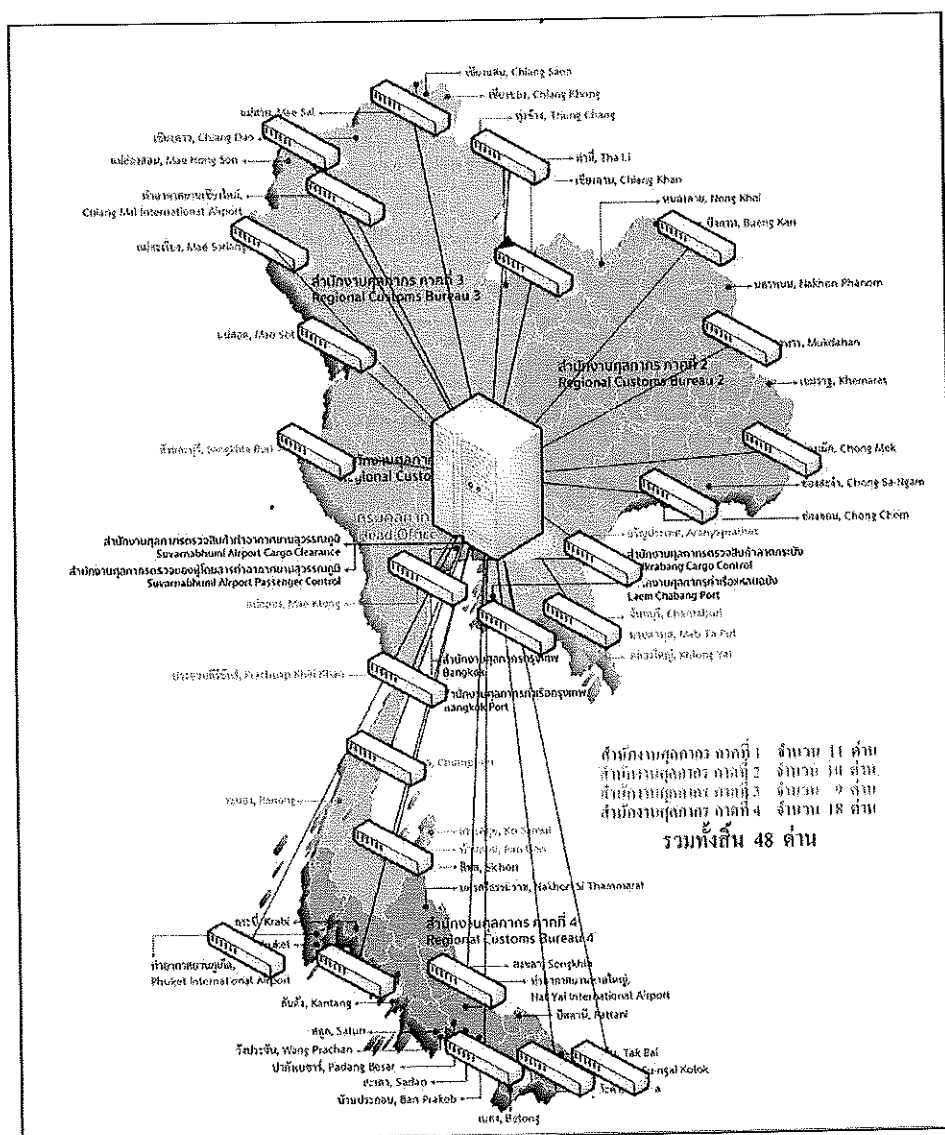 เชียงแสน, Chiang Saen
เชียงของ, Chiang Khong
แม่สาย, Mae Sai
ทุ่งช้าง, Thung Chang
เชียงดาว, Chiang Dao
ท่าลี่, Tha Li
แม่ฮ่องสอน, Mae Hong Son
เชียงคาน, Chiang Khan
ท่าอากาศยานเชียงใหม่,
Chiang Mai International Airport
หนองคาย, Nong Khai
บึงกาฬ, Bueng Kan
แม่สะเรียง, Mae Sariang
สำนักงานศุลกากร ภาคที่ 3
Regional Customs Bureau 3
นครพนม, Nakhon Phanom
แม่สอด, Mae Sot
Mukdahan
สำนักงานศุลกากร ภาคที่ 2
Regional Customs Bureau 2
เขมราฐ, Khemarat
สังขละบุรี, Sangkhla Buri
Chong Mek
ช่องสะงำ, Chong Sa-Ngam
ช่องจอม, Chong Chom
Head Office
อรัญประเทศ, Aranyaprathet
สำนักงานศุลกากรตรวจสินค้าท่าอากาศยานสุวรรณภูมิ
Suvarnabhumi Airport Cargo Clearance
สำนักงานศุลกากรตรวจสินค้าลาดกระบัง
Cargo Control
สำนักงานศุลกากรตรวจของผู้โดยสารท่าอากาศยานสุวรรณภูมิ
Suvarnabhumi Airport Passenger Control
งานศุลกากรท่าเรือแหลมฉบัง
Laem Chabang Port
แม่กลอง, Mae Klong
จันทบุรี, Chantaburi
มาบตาพุด, Map Ta Put
คลองใหญ่, Khlong Yai
สำนักงานศุลกากรกรุงเทพ
Bangkok
ประจวบคีรีขันธ์, Prachuap Khiri Khan
สำนักงานศุลกากรท่าเรือกรุงเทพ
Bangkok Port
สำนักงานศุลกากร ภาคที่ 1 จำนวน 11 ด่าน
สำนักงานศุลกากร ภาคที่ 2 จำนวน 10 ด่าน
สำนักงานศุลกากร ภาคที่ 3 จำนวน 9 ด่าน
สำนักงานศุลกากร ภาคที่ 4 จำนวน 18 ด่าน
รวมทั้งสิ้น 48 ด่าน
ระนอง, Ranong
เกาะสมุย, Ko Samui
บ้านดอน, Ban Don
สิชล, Sichon
นครศรีธรรมราช, Nakhon Si Thammarat
กระบี่, Krabi
สำนักงานศุลกากร ภาคที่ 4
Regional Customs Bureau 4
ท่าอากาศยานภูเก็ต,
Phuket International Airport
สงขลา, Songkhla
ท่าอากาศยานหาดใหญ่,
Hat Yai International Airport
กันตัง, Kantang
ปัตตานี, Pattani
สตูล, Satun
วังประจัน, Wang Prachan
Tak Bai
ปาดังเบซาร์, Padang Besar
Kolok
สะเดา, Sadao
บ้านประกอบ, Ban Prakob
เบตง, Betong